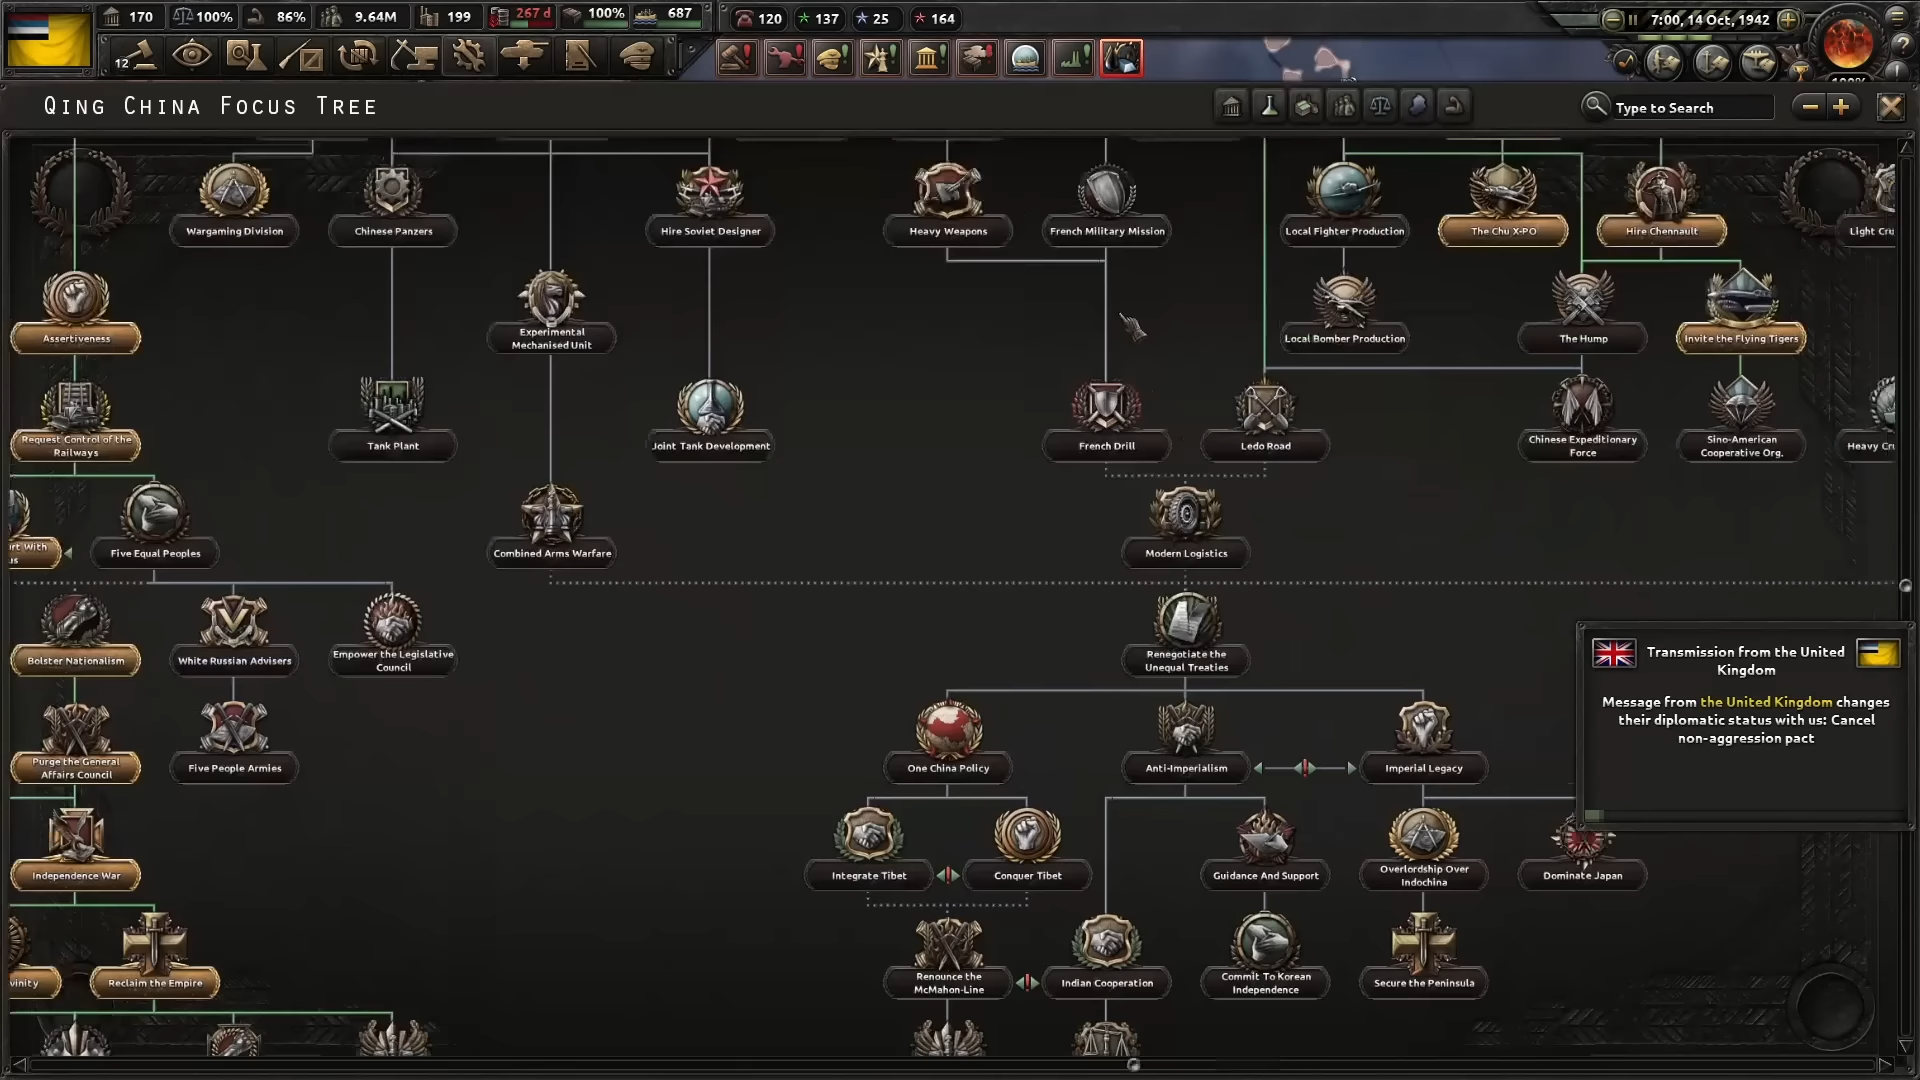 170
100%
86%
9.64M
199
267 d
100%
687
120
137
25
164
7:00, 14 Oct, 1942
12
Qing China Focus Tree
Type to Search
Wargaming Division
Chinese Panzers
Hire Soviet Designer
Heavy Weapons
French Military Mission
Local Fighter Production
The Chu X-PO
Hire Chennault
Light Cru
Assertiveness
Experimental
Mechanised Unit
Local Bomber Production
The Hump
Invite the Flying Tigers
Request Control of the
Railways
Tank Plant
Joint Tank Development
French Drill
Ledo Road
Chinese Expeditionary
Force
Sino-American
Cooperative Org.
Heavy Cru
urt With
us
Five Equal Peoples
Combined Arms Warfare
Modern Logistics
Bolster Nationalism
White Russian Advisers
Empower the Legislative
Council
Renegotiate the
Unequal Treaties
Transmission from the United
Kingdom
Message from the United Kingdom changes
their diplomatic status with us: Cancel
non-aggression pact
Purge the General
Affairs Council
Five People Armies
One China Policy
Anti-Imperialism
Imperial Legacy
Independence War
Integrate Tibet
Conquer Tibet
Guidance And Support
Overlordship Over
Indochina
Dominate Japan
vinity
Reclaim the Empire
Renounce the
McMahon-Line
Indian Cooperation
Commit To Korean
Independence
Secure the Peninsula